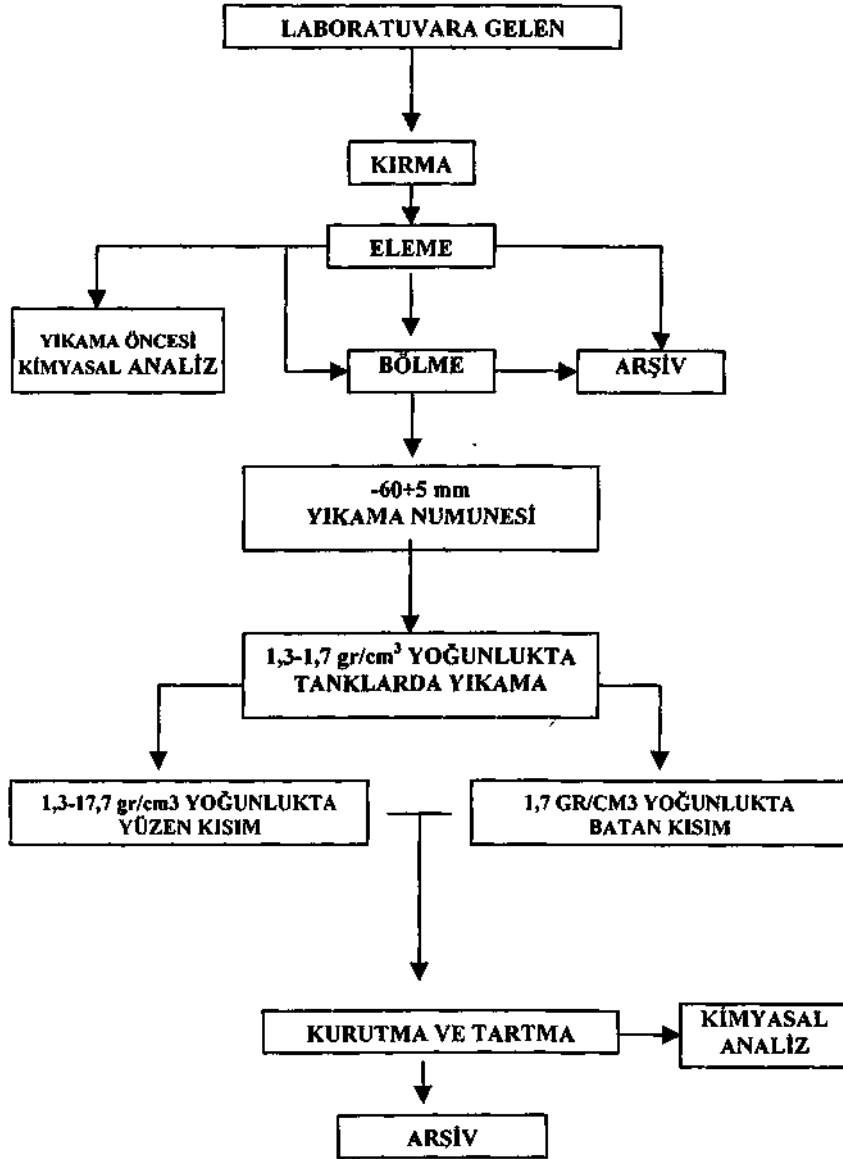 LABORATUVARA GELEN
KIRMA
ELEME
YIKAMA ÖNCESİ
KİMYASAL ANALİZ
BÖLME
ARŞİV
-60+5 mm
YIKAMA NUMUNESİ
1,3-1,7 gr/cm³ YOĞUNLUKTA
TANKLARDA YIKAMA
1,3-17,7 gr/cm3 YOĞUNLUKTA
YÜZEN KISIM
1,7 GR/CM3 YOĞUNLUKTA
BATAN KISIM
KURUTMA VE TARTMA
KİMYASAL
ANALİZ
ARŞİV